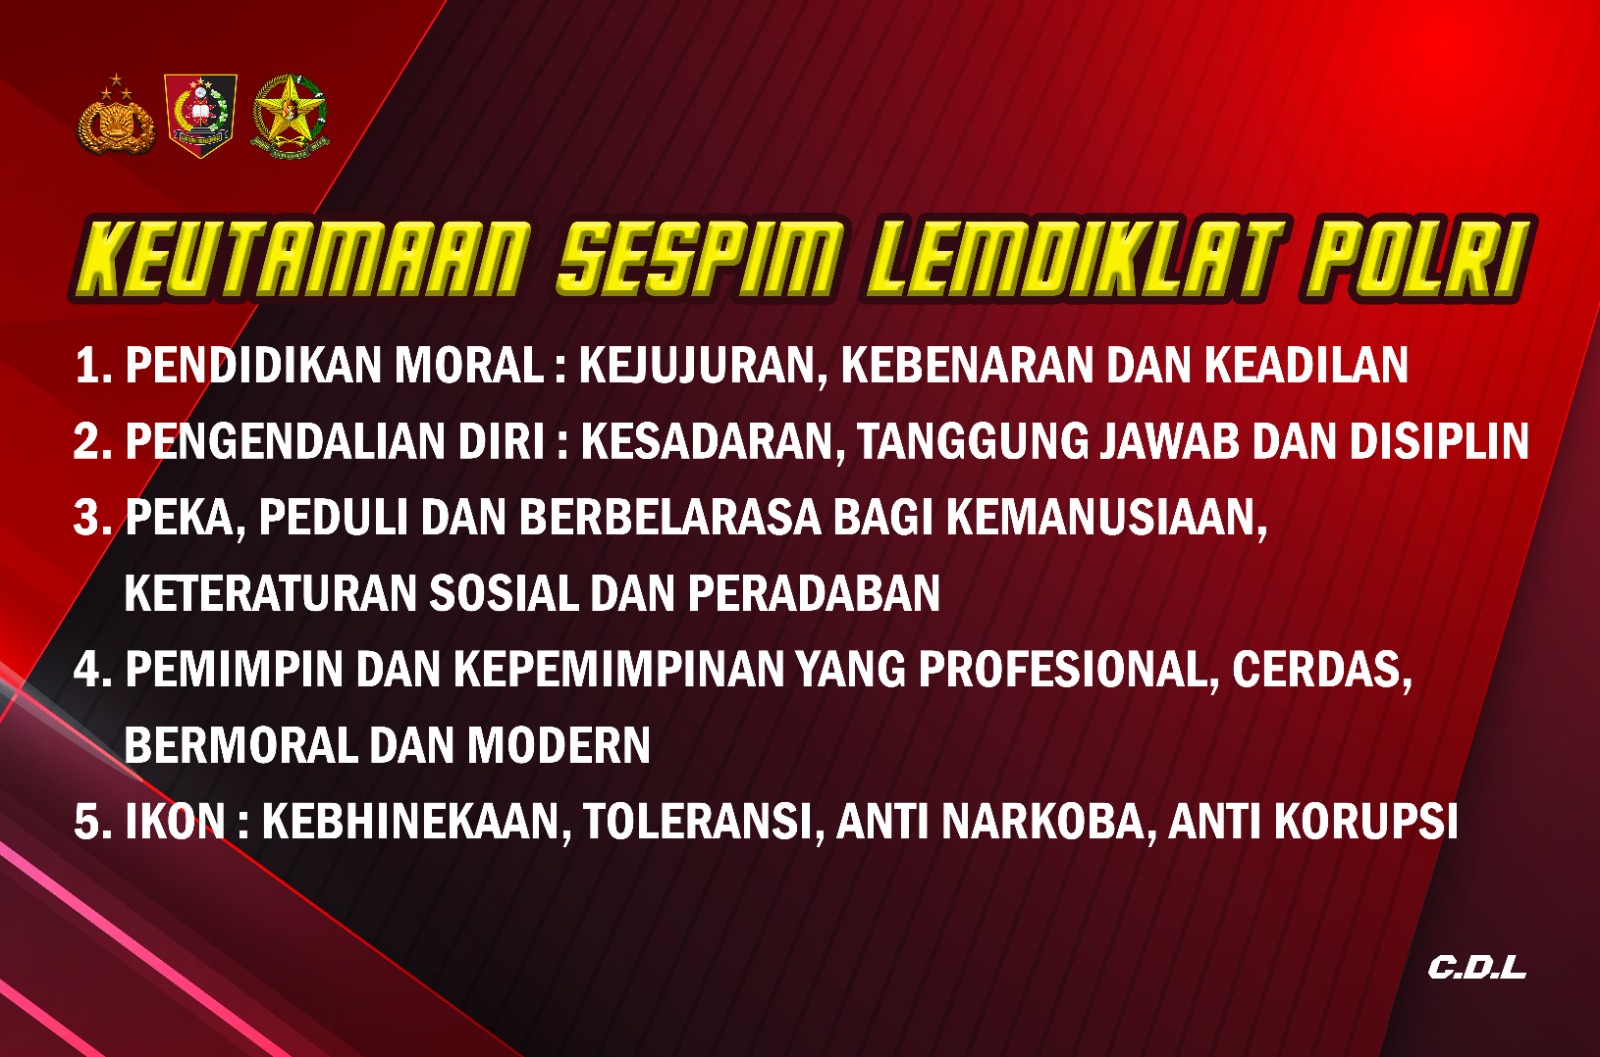 KEUTAMAAN SESPIM LEMDIKLAT POLRI
1. PENDIDIKAN MORAL : KEJUJURAN, KEBENARAN DAN KEADILAN
2. PENGENDALIAN DIRI : KESADARAN, TANGGUNG JAWAB DAN DISIPLIN
3. PEKA, PEDULI DAN BERBELARASA BAGI KEMANUSIAAN,
KETERATURAN SOSIAL DAN PERADABAN
4. PEMIMPIN DAN KEPEMIMPINAN YANG PROFESIONAL, CERDAS,
BERMORAL DAN MODERN
5. IKON : KEBHINEKAAN, TOLERANSI, ANTI NARKOBA, ANTI KORUPSI
C.D.L